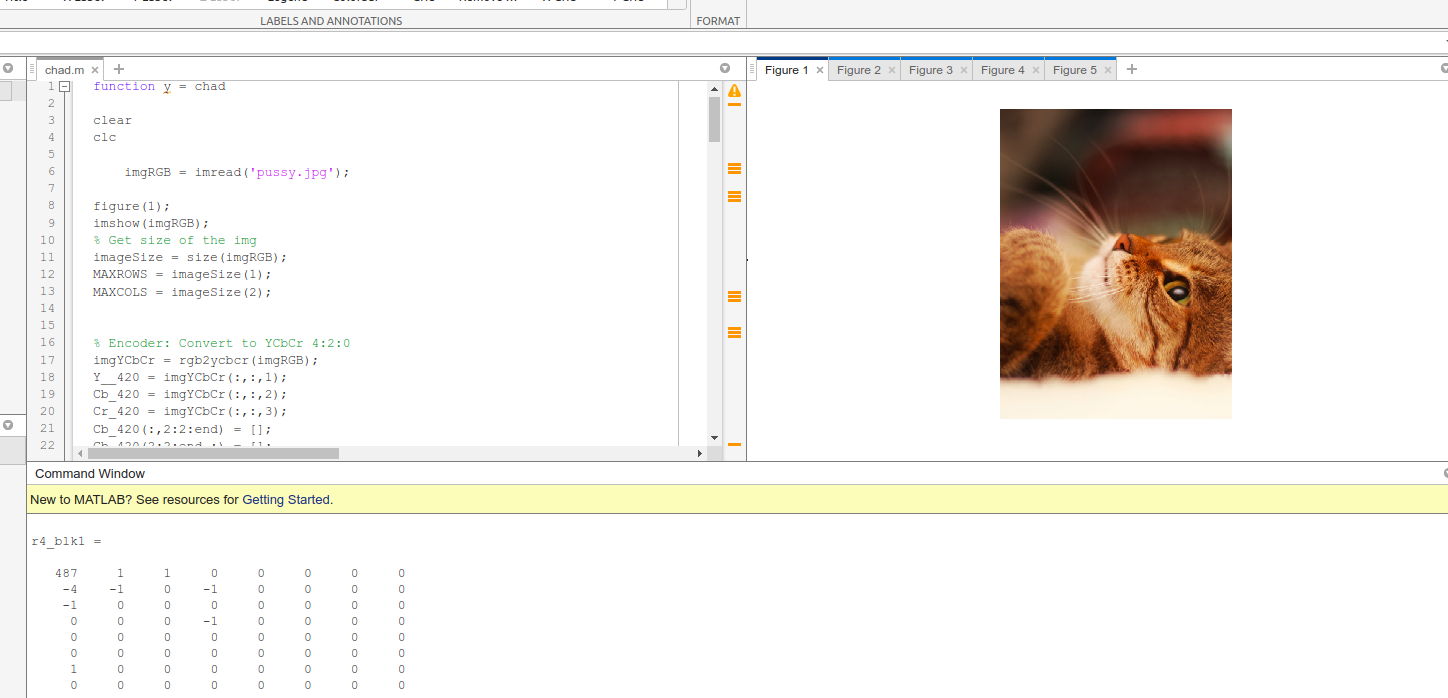 LABELS AND ANNOTATIONS
FORMAT
chad.m
Figure 1
Figure 2
Figure 3
Figure 4
Figure 5
1 function y = chad
2
3 clear
4 clc
5
6 imgRGB = imread('pussy.jpg');
7
8 figure(1);
9 imshow(imgRGB);
10 % Get size of the img
11 imageSize = size(imgRGB);
12 MAXROWS = imageSize(1);
13 MAXCOLS = imageSize(2);
14
15
16 % Encoder: Convert to YCbCr 4:2:0
17 imgYCbCr = rgb2ycbcr(imgRGB);
18 Y__420 = imgYCbCr(:,:,1);
19 Cb_420 = imgYCbCr(:,:,2);
20 Cr_420 = imgYCbCr(:,:,3);
21 Cb_420(:,2:2:end) = [];
22
Command Window
New to MATLAB? See resources for Getting Started.
r4_blk1 =
487 1 1 0 0 0 0 0
-4 -1 0 -1 0 0 0 0
-1 0 0 0 0 0 0 0
0 0 0 -1 0 0 0 0
0 0 0 0 0 0 0 0
0 0 0 0 0 0 0 0
1 0 0 0 0 0 0 0
0 0 0 0 0 0 0 0